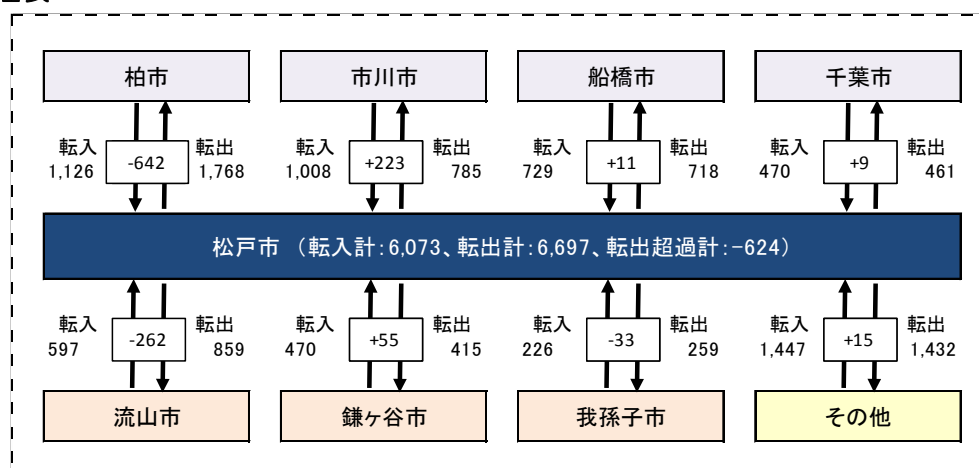 柏市 市川市 船橋市 千葉市
転入 転出 転入 転出 転入 転出 転入 転出
1,126 -642 1,768 1,008 +223 785 729 +11 718 470 +9 461
松戸市 （転入計：6,073、転出計：6,697、転出超過計：-624）
転入 転出 転入 転出 転入 転出 転入 転出
597 -262 859 470 +55 415 226 -33 259 1,447 +15 1,432
流山市 鎌ヶ谷市 我孫子市 その他